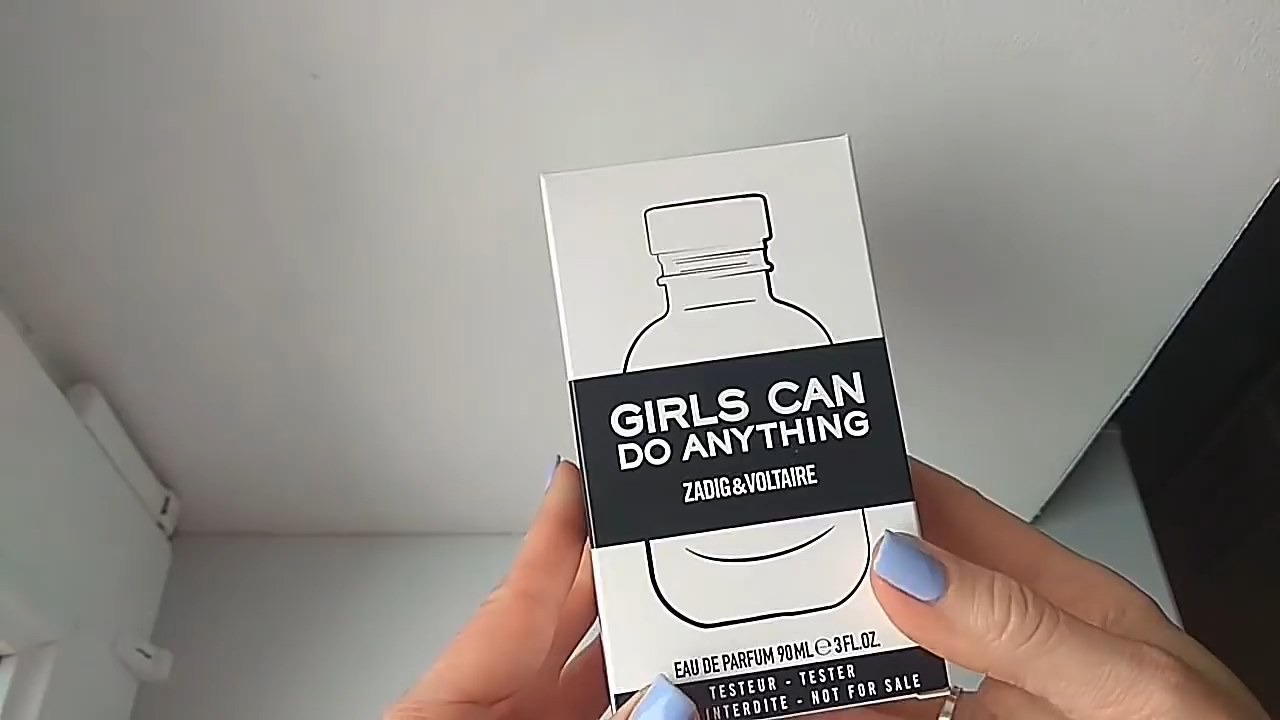 GIRLS CAN
DO ANYTHING
ZADIG&VOLTAIRE
EAU DE PARFUM 90 ML ℮ 3 FL.OZ.
TESTEUR - TESTER
INTERDITE - NOT FOR SALE